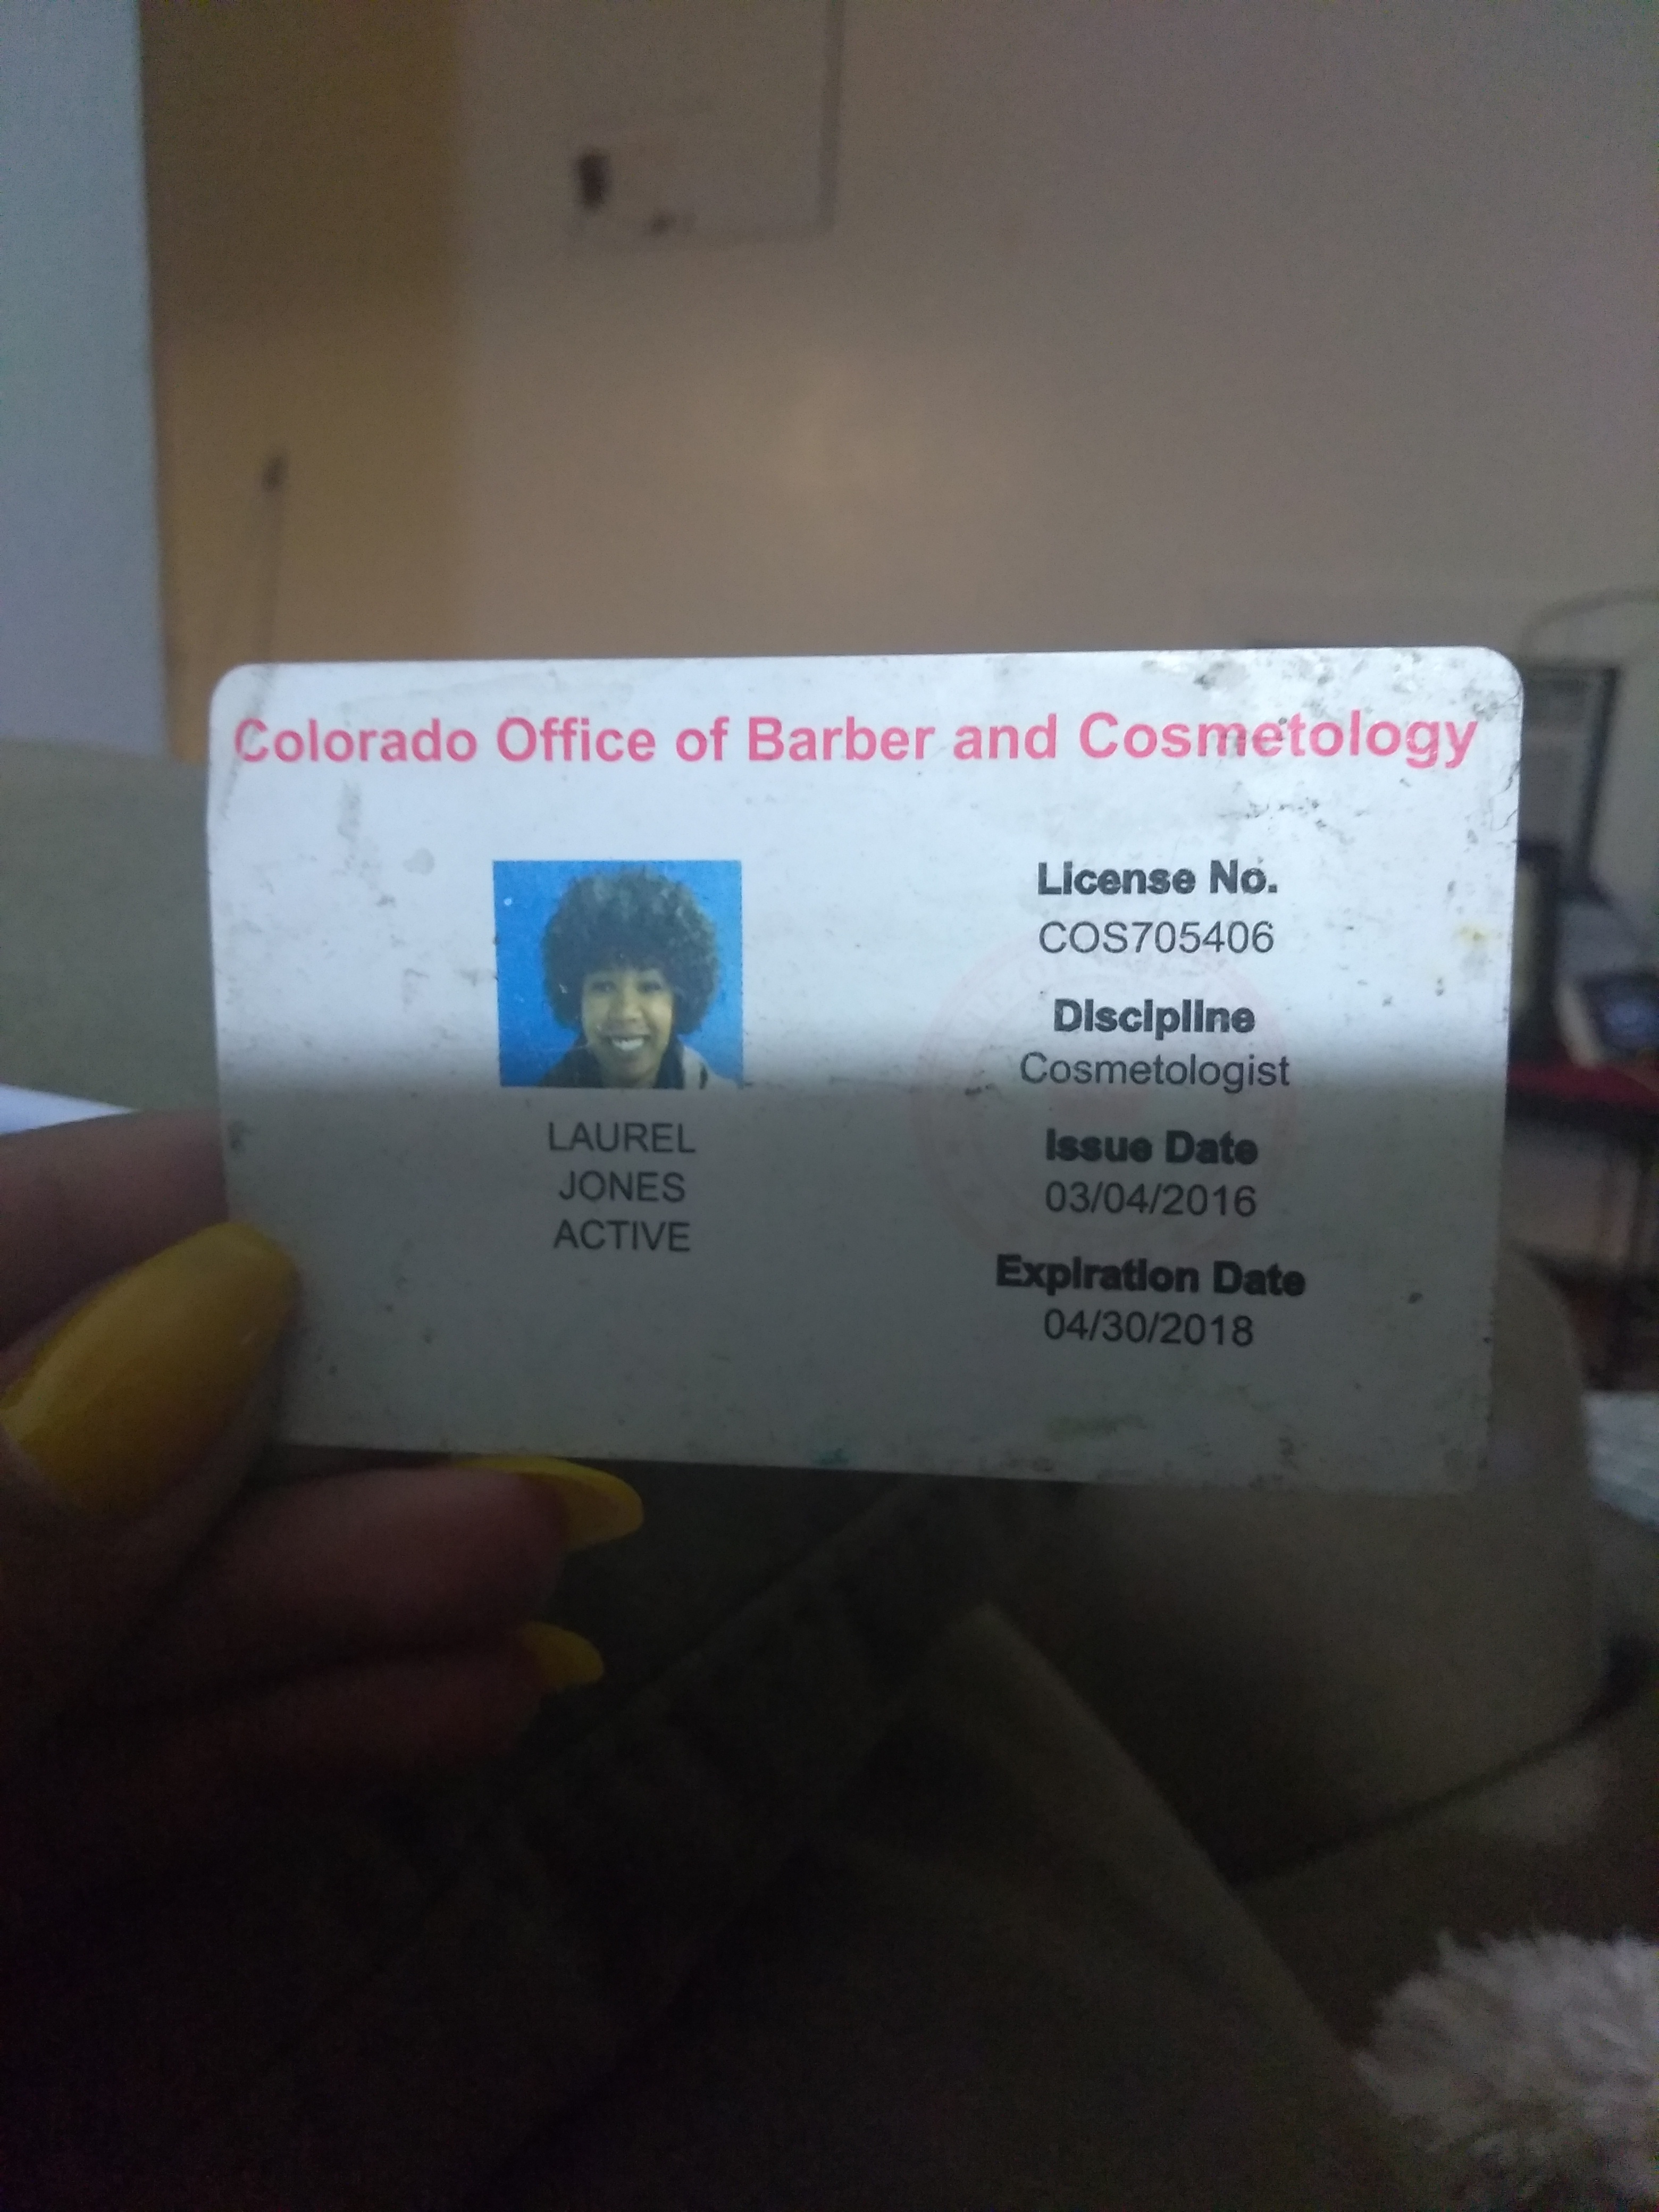 Colorado Office of Barber and Cosmetology
LAUREL
JONES
ACTIVE
License No.
COS705406
Discipline
Cosmetologist
Issue Date
03/04/2016
Expiration Date
04/30/2018